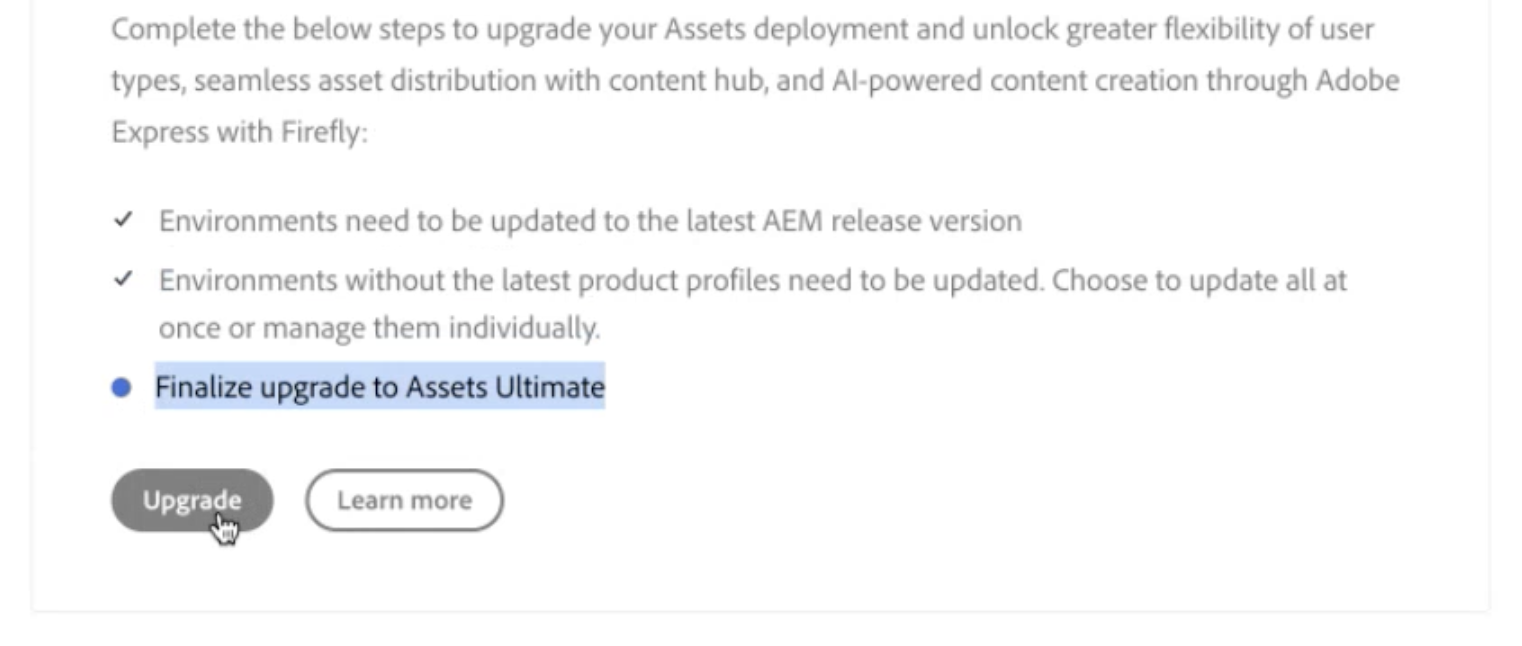 Complete the below steps to upgrade your Assets deployment and unlock greater flexibility of user
types, seamless asset distribution with content hub, and AI-powered content creation through Adobe
Express with Firefly:
Environments need to be updated to the latest AEM release version
Environments without the latest product profiles need to be updated. Choose to update all at
once or manage them individually.
Finalize upgrade to Assets Ultimate
Upgrade
Learn more